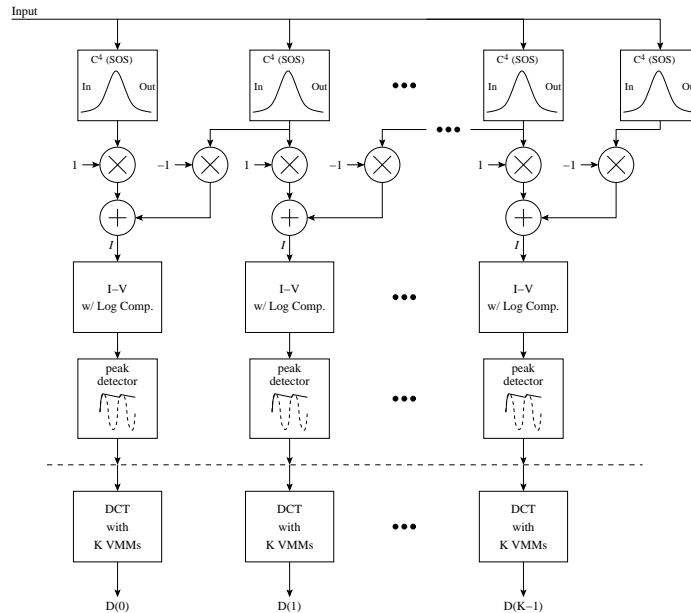 Input
C⁴ (SOS)
In Out
C⁴ (SOS)
In Out
C⁴ (SOS)
In Out
C⁴ (SOS)
In Out
1
−1
1
−1
1
−1
I
I
I
I−V
w/ Log Comp.
I−V
w/ Log Comp.
I−V
w/ Log Comp.
peak
detector
peak
detector
peak
detector
DCT
with
K VMMs
DCT
with
K VMMs
DCT
with
K VMMs
D(0)
D(1)
D(K−1)